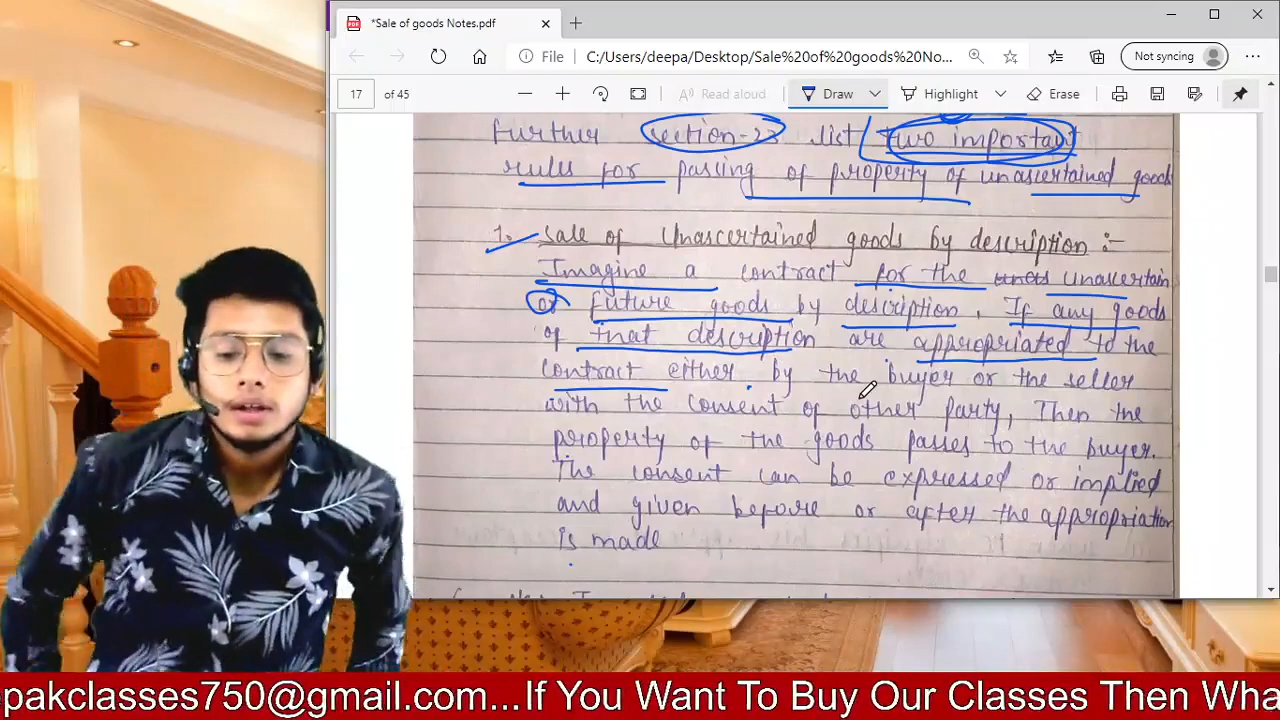 *Sale of goods Notes.pdf
File C:/Users/deepa/Desktop/Sale%20of%20goods%20No...
Not syncing
17 of 45
Read aloud
Draw
Highlight
Erase
Further section-23 list two important
rules for passing of property of unascertained goods
1. Sale of Unascertained goods by description :-
Imagine a contract for the unascertain
or future goods by description. If any goods
of that description are appropriated to the
contract either by the buyer or the seller
with the consent of other party, Then the
property of the goods passes to the buyer.
The consent can be expressed or implied
and given before or after the appropriation
is made
pakclasses750@gmail.com...If You Want To Buy Our Classes Then Wha